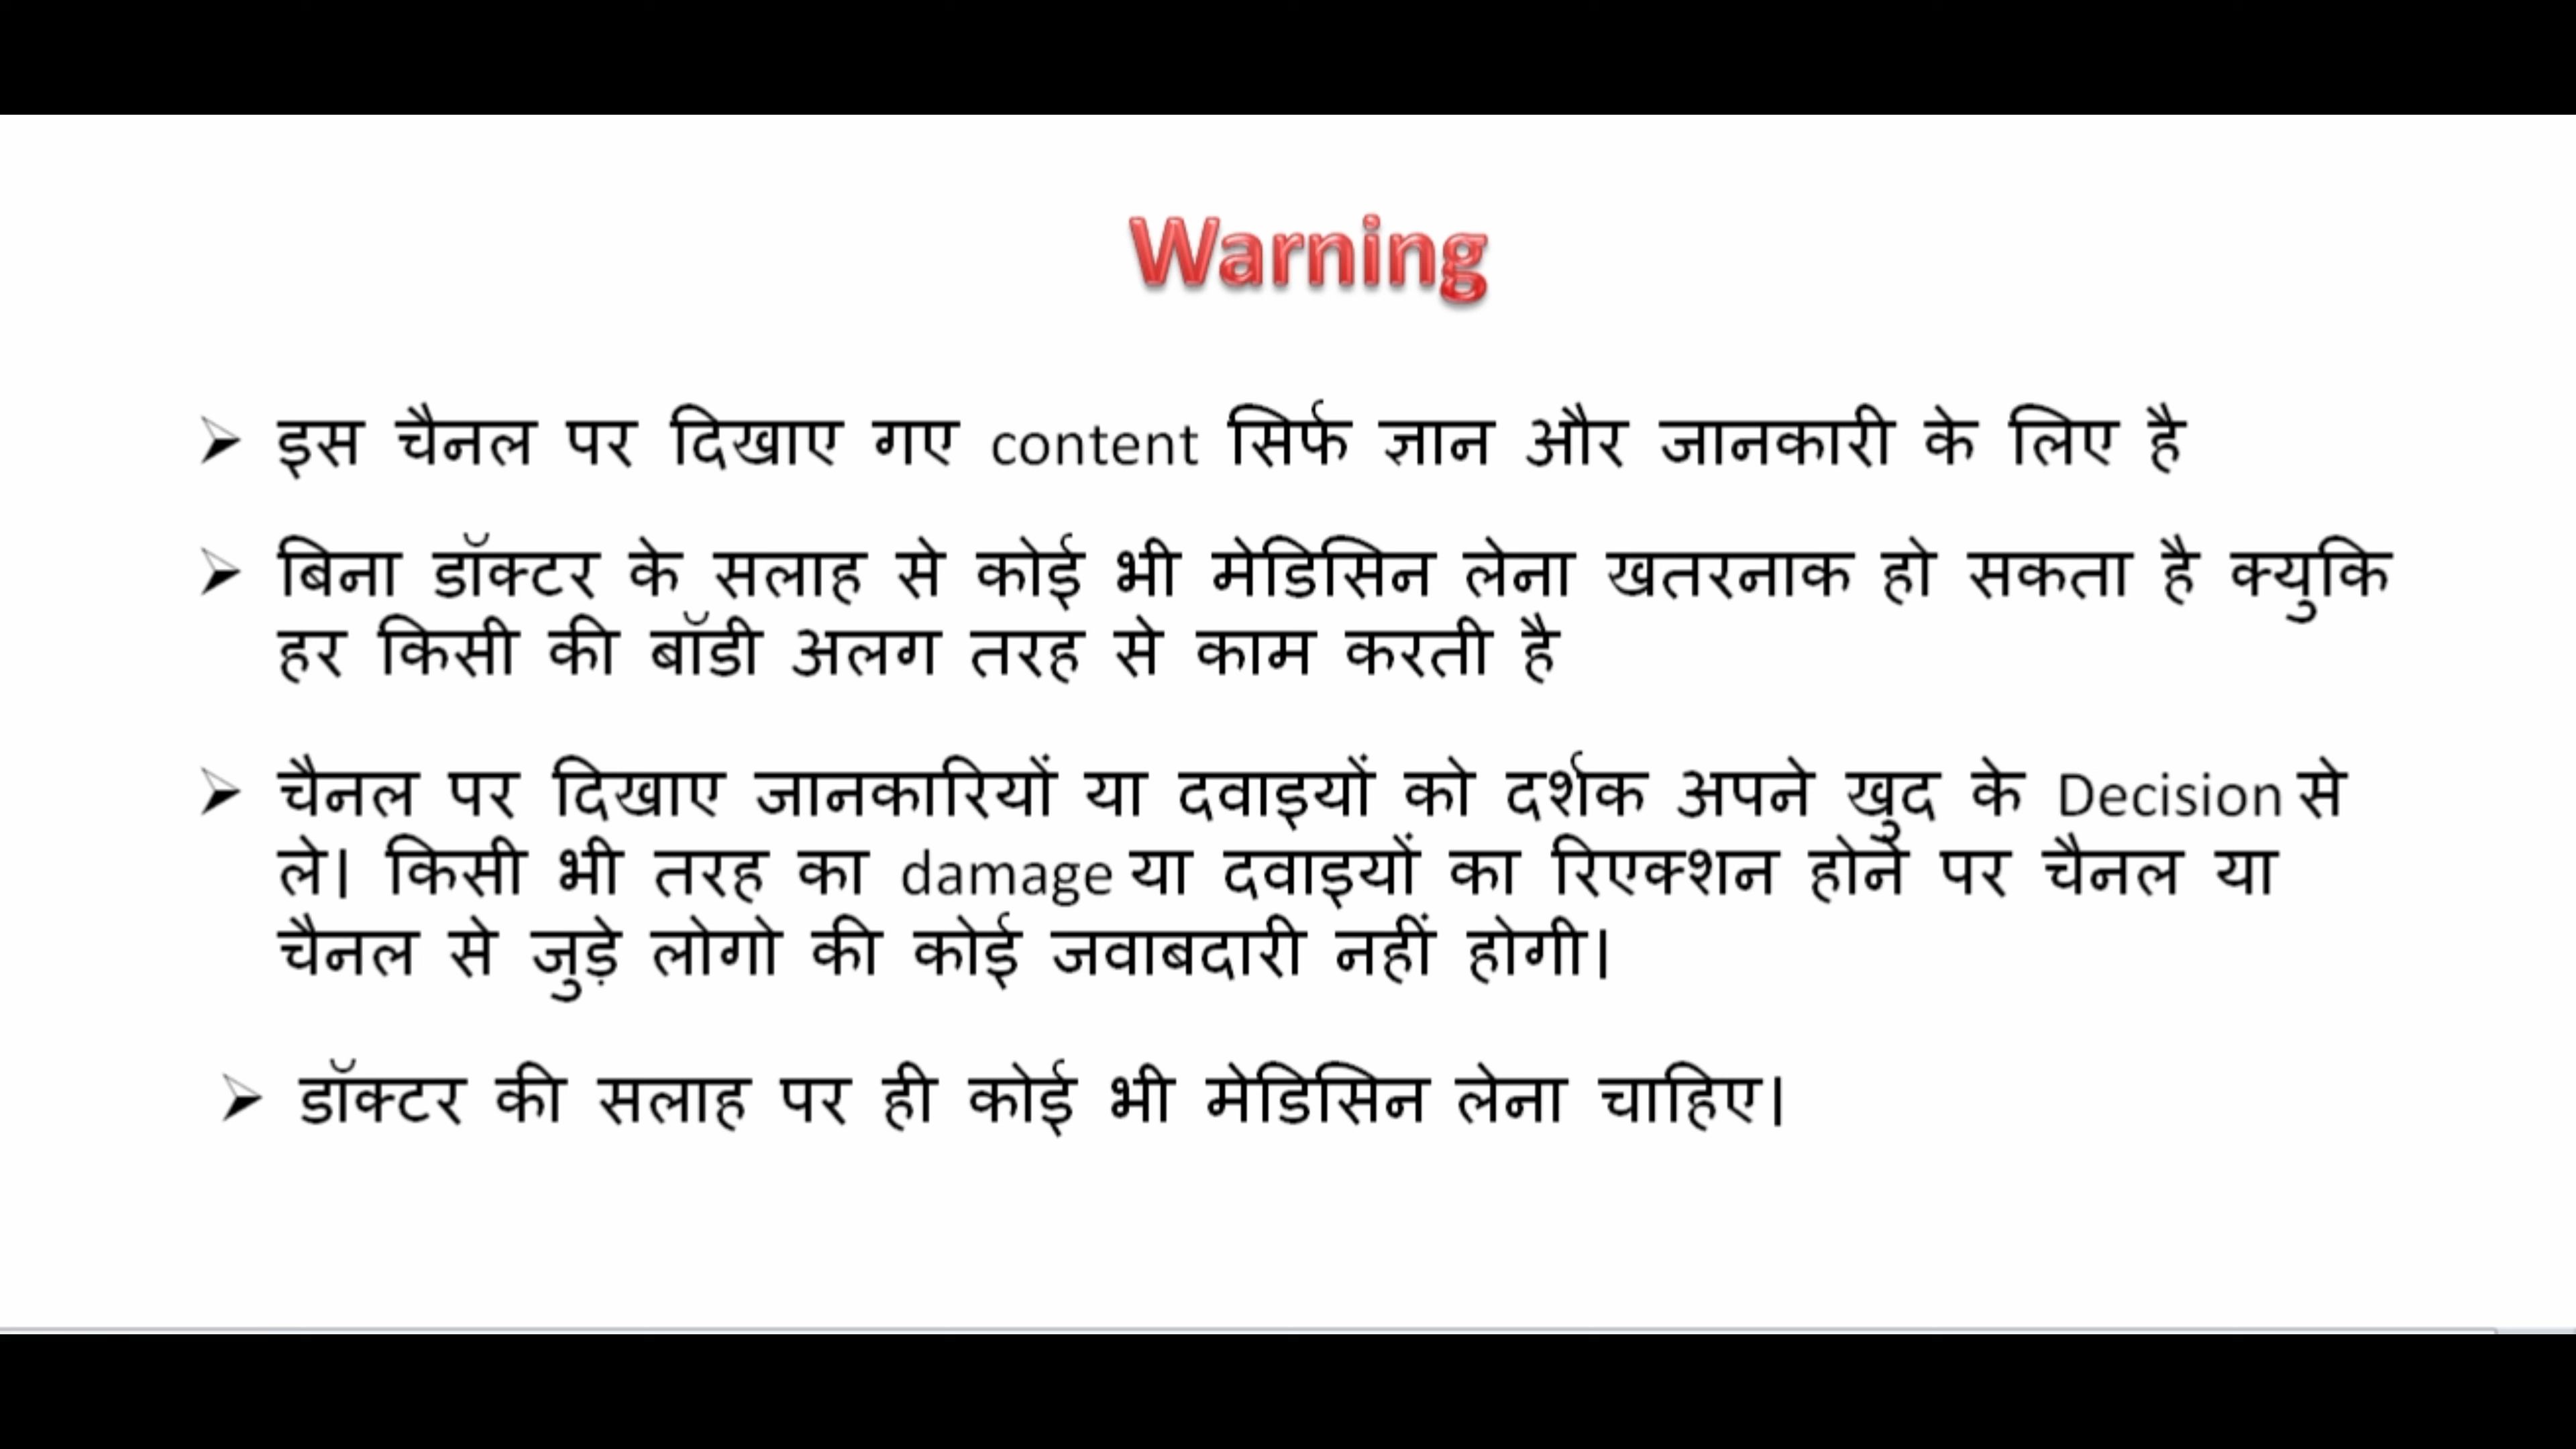 Warning
➢ इस चैनल पर दिखाए गए content सिर्फ ज्ञान और जानकारी के लिए है
➢ बिना डॉक्टर के सलाह से कोई भी मेडिसिन लेना खतरनाक हो सकता है क्युकि
हर किसी की बॉडी अलग तरह से काम करती है
➢ चैनल पर दिखाए जानकारियों या दवाइयों को दर्शक अपने खुद के Decision से
ले। किसी भी तरह का damage या दवाइयों का रिएक्शन होने पर चैनल या
चैनल से जुड़े लोगो की कोई जवाबदारी नहीं होगी।
➢ डॉक्टर की सलाह पर ही कोई भी मेडिसिन लेना चाहिए।